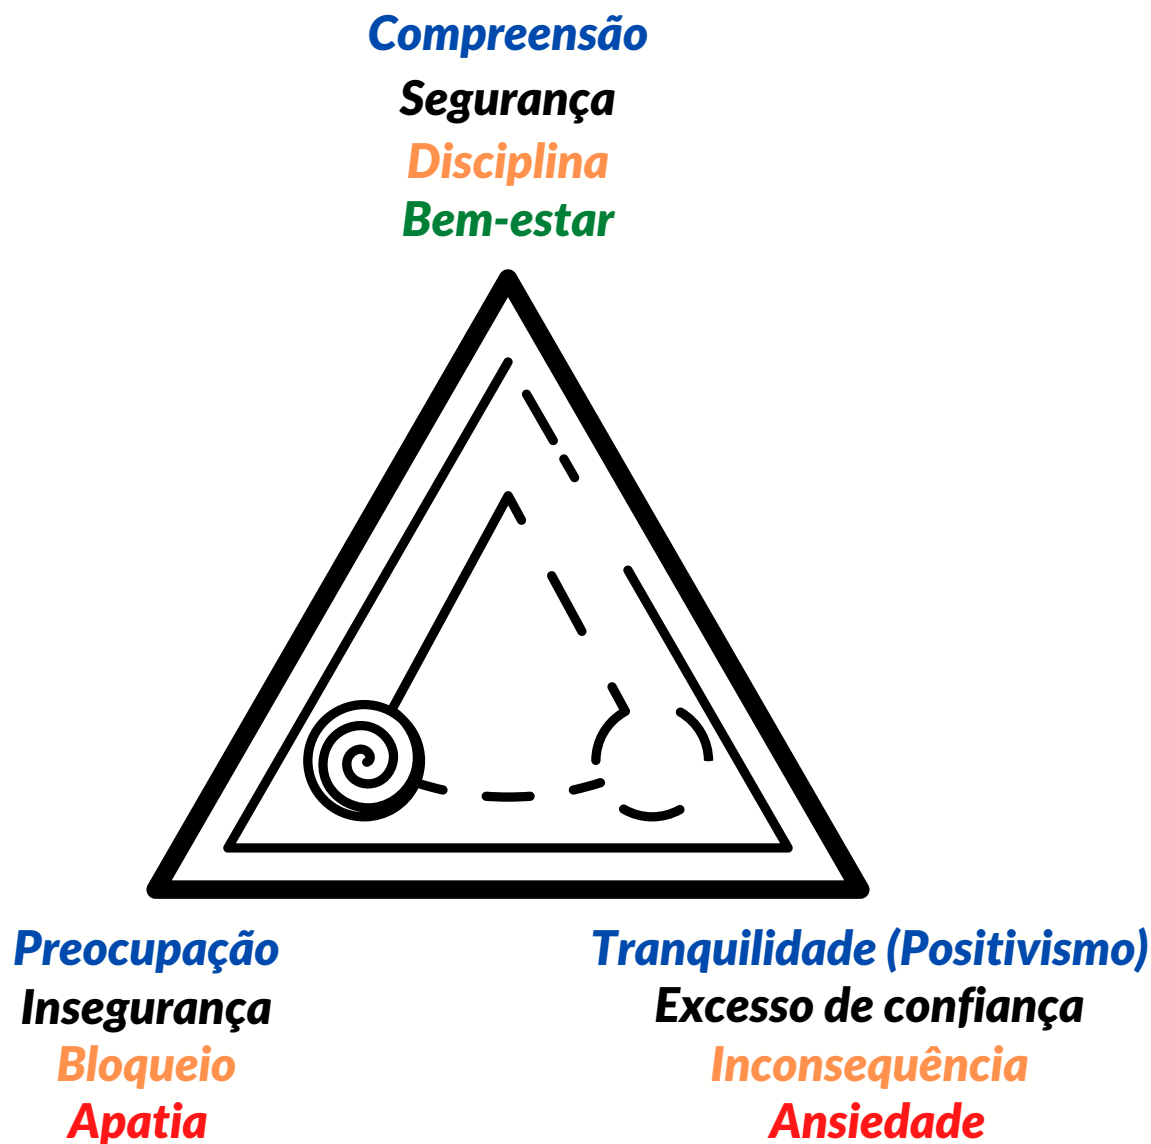 Compreensão
Segurança
Disciplina
Bem-estar
Preocupação
Insegurança
Bloqueio
Apatia
Tranquilidade (Positivismo)
Excesso de confiança
Inconsequência
Ansiedade